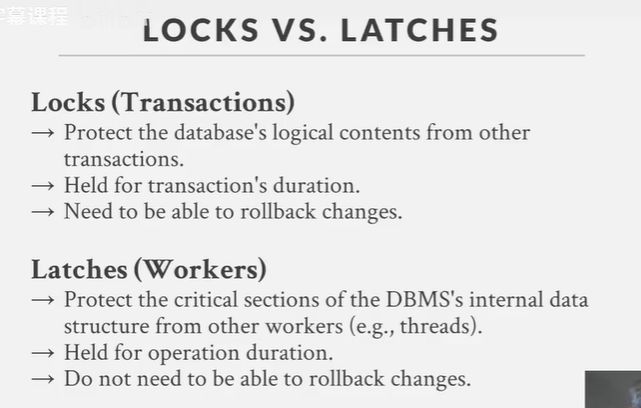 字幕课程
LOCKS VS. LATCHES
Locks (Transactions)
→ Protect the database's logical contents from other
transactions.
→ Held for transaction's duration.
→ Need to be able to rollback changes.
Latches (Workers)
→ Protect the critical sections of the DBMS's internal data
structure from other workers (e.g., threads).
→ Held for operation duration.
→ Do not need to be able to rollback changes.